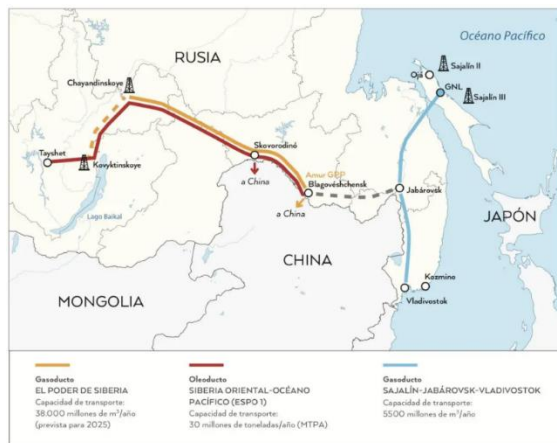 Océano Pacífico
RUSIA
Sajalín II
Ojá
GNL
Sajalín III
Chayandinskoye
Skovorodinó
Tayshet
Kovyktinskoye
a China
Amur GPP
Blagovéshchensk
a China
Jabárovsk
Lago Baikal
JAPÓN
CHINA
MONGOLIA
Kozmino
Vladivostok
Gasoducto
EL PODER DE SIBERIA
Capacidad de transporte:
38.000 millones de m³/año
(prevista para 2025)
Oleoducto
SIBERIA ORIENTAL-OCÉANO
PACÍFICO (ESPO 1)
Capacidad de transporte:
30 millones de toneladas/año (MTPA)
Gasoducto
SAJALÍN-JABÁROVSK-VLADIVOSTOK
Capacidad de transporte:
5500 millones de m³/año